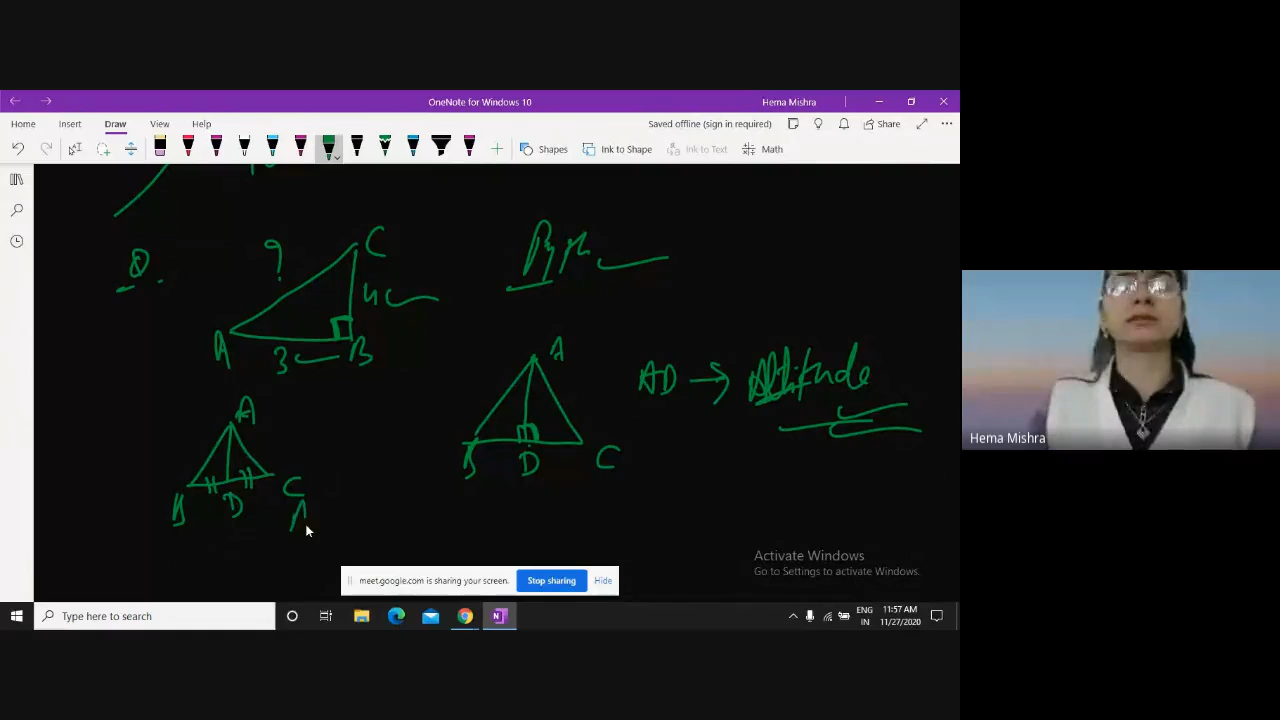 OneNote for Windows 10
Hema Mishra
Home Insert Draw View Help
Saved offline (sign in required)
Share
Shapes Ink to Shape Ink to Text Math
Q.
?
C
4
A 3 B
Pyth
A
B D C
AD → Altitude
A
B D C
A
Hema Mishra
Activate Windows
Go to Settings to activate Windows.
meet.google.com is sharing your screen. Stop sharing Hide
Type here to search
ENG
IN
11:57 AM
11/27/2020